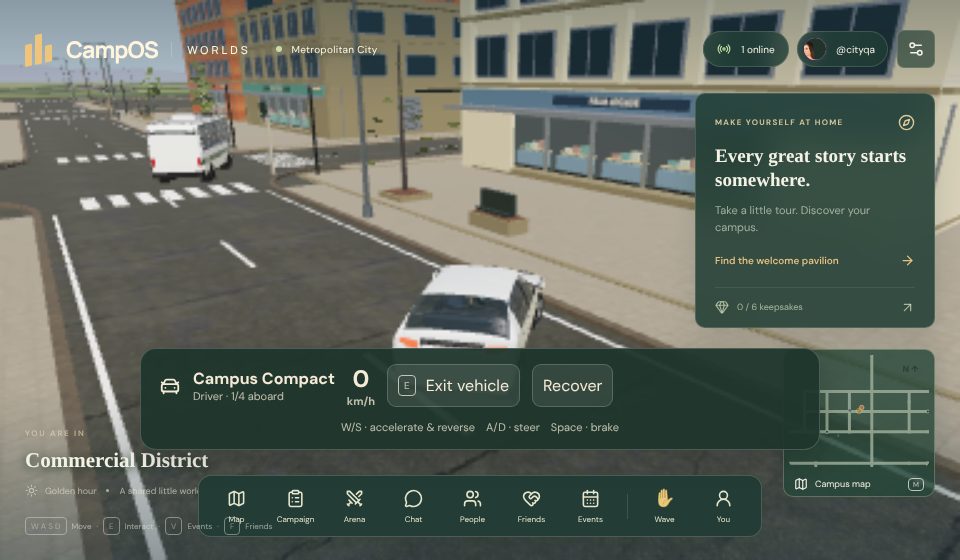 CampOS
WORLDS
Metropolitan City
1 online
@cityqa
MAKE YOURSELF AT HOME
Every great story starts
somewhere.
Take a little tour. Discover your
campus.
Find the welcome pavilion
0 / 6 keepsakes
Campus Compact
Driver · 1/4 aboard
0
km/h
E Exit vehicle
Recover
W/S · accelerate & reverse A/D · steer Space · brake
N
Campus map
M
YOU ARE IN
Commercial District
Golden hour • A shared little
WASD Move · E Interact · V Events · F Friends
Map
Campaign
Arena
Chat
People
Friends
Events
Wave
You